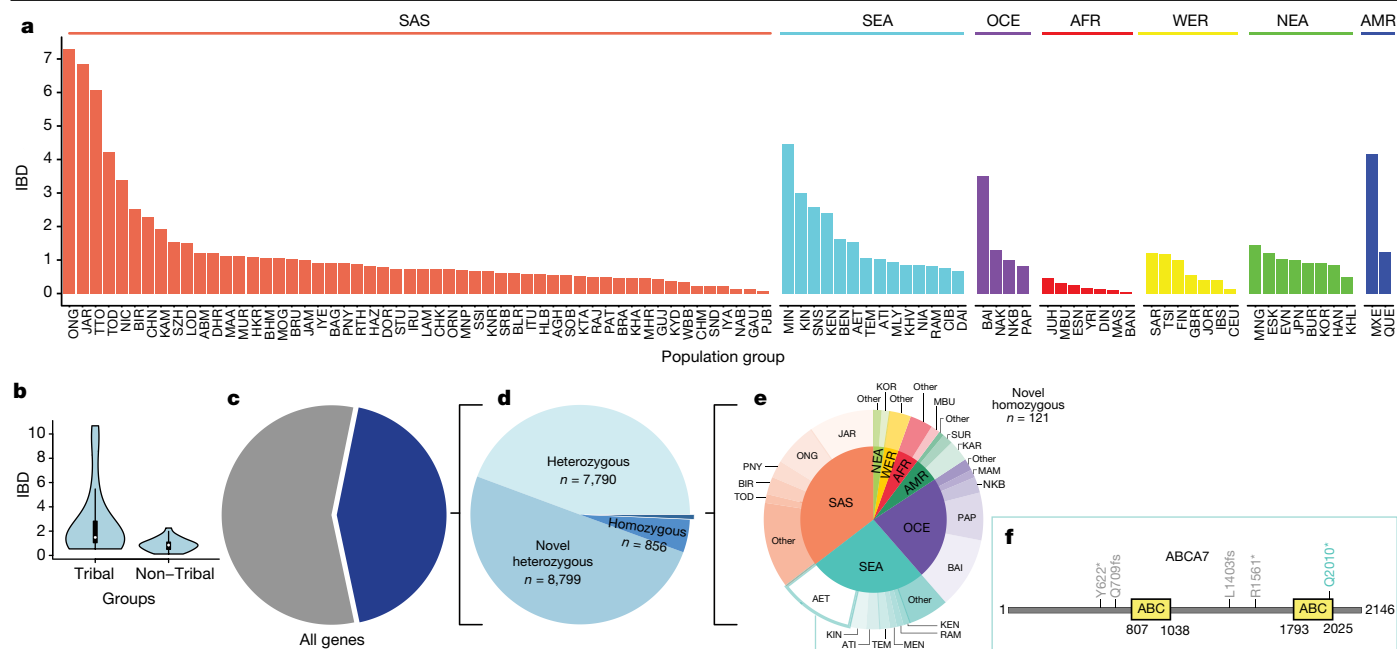 a
SAS
SEA
OCE
AFR
WER
NEA
AMR
IBD
7
6
5
4
3
2
1
0
ONG JAR TTO TOD NIC BIR CHN KAM SZH LOD ABM DHR MAA MUR HKR BHM MOG BRU JAM VE BAG PNY RTH HAZ DOR STU IRU LAM CHK ORN MNP SSI KNR SRB BLH ITU HLB AGH SOB KTA RAJ PAT BRA KHA MHR GUJ KYD WBB CHM SND IYA NAB GAU PJB
MIN KIN SNS KEN BEN AET TEM ATI MLY KHV NIA RAM CIB DAI
BAI NAK NKB PAP
JUH MBU ESN YRI DIN MAS BAN
SAR TSI FIN GBR JOR IBS CEU
MNG ESK EVN JPN BUR KOR HAN KHL
MXE QUE
Population group
b
IBD
10
8
6
4
2
0
Tribal Non–Tribal
Groups
c
All genes
d
Heterozygous
n = 7,790
Homozygous
n = 856
Novel
heterozygous
n = 8,799
e
Novel
homozygous
n = 121
NEA
WER
AFR
AMR
OCE
SEA
SAS
Other
KOR
Other
Other
MBU
Other
SUR
KAR
Other
MAM
NKB
PAP
BAI
KEN
RAM
Other
MEN
TEM
ATI
KIN
AET
Other
TOD
BIR
PNY
ONG
JAR
f
ABCA7
Y622*
Q709fs
L1403fs
R1561*
Q2010*
1
ABC
ABC
2146
807 1038
1793 2025